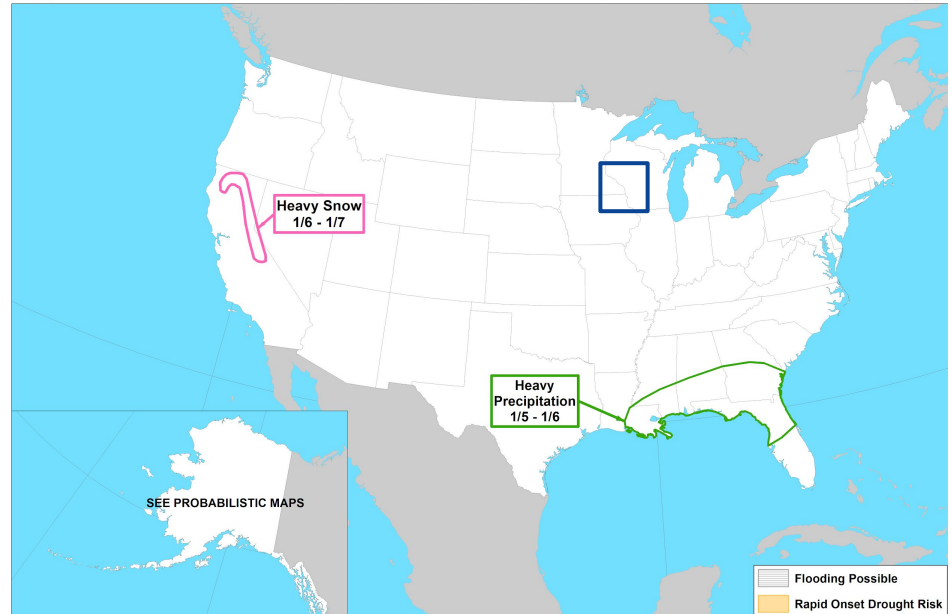 Heavy Snow
1/6 - 1/7
Heavy
Precipitation
1/5 - 1/6
SEE PROBABILISTIC MAPS
Flooding Possible
Rapid Onset Drought Risk